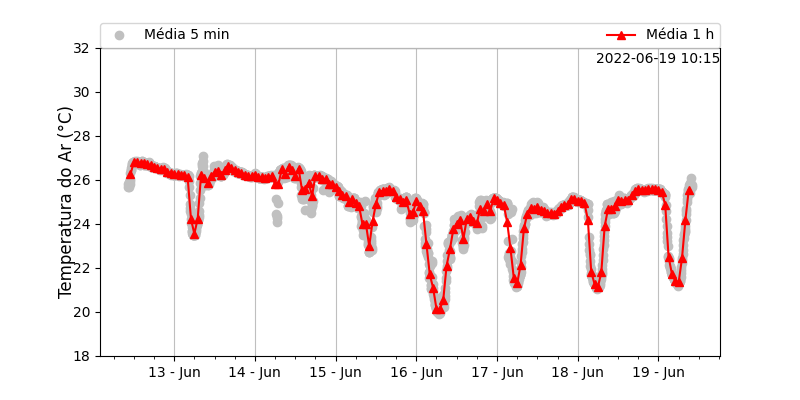 Média 5 min
Média 1 h
2022-06-19 10:15
Temperatura do Ar (°C)
32
30
28
26
24
22
20
18
13 - Jun
14 - Jun
15 - Jun
16 - Jun
17 - Jun
18 - Jun
19 - Jun